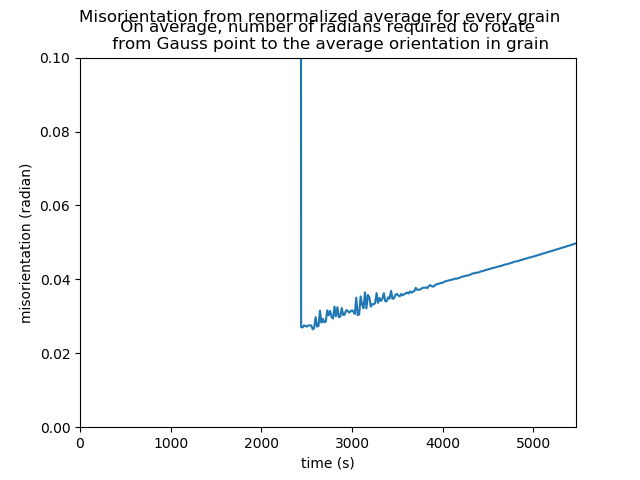 Misorientation from renormalized average for every grain
On average, number of radians required to rotate
from Gauss point to the average orientation in grain
0.10
0.08
0.06
0.04
0.02
0.00
misorientation (radian)
0 1000 2000 3000 4000 5000
time (s)